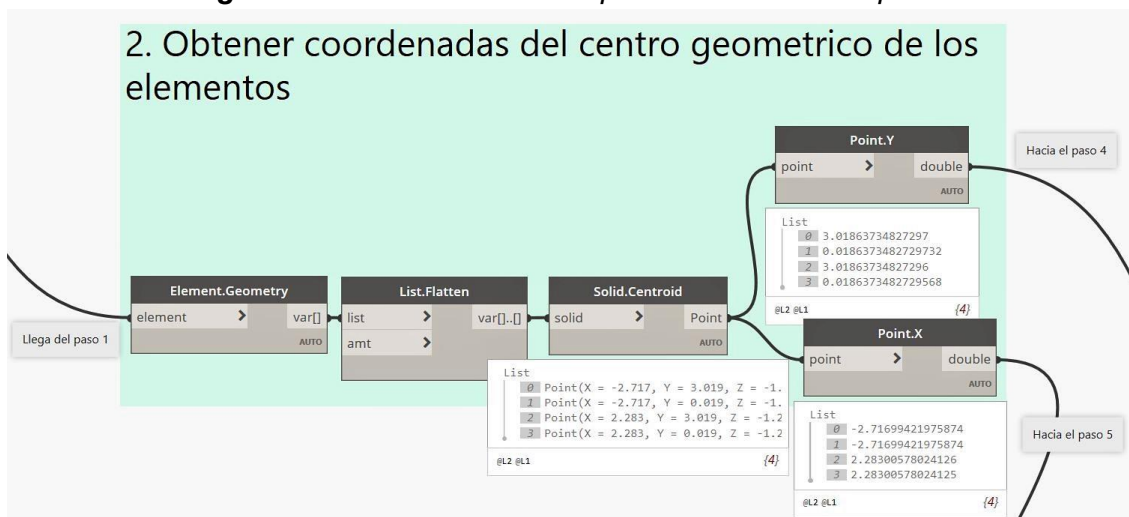 2. Obtener coordenadas del centro geometrico de los
elementos
Point.Y
point > double
AUTO
Hacia el paso 4
List
0 3.01863734827297
1 0.01863734829732
2 3.01863734827296
3 0.018637348729568
@L2 @L1 {4}
Element.Geometry
element > var[]
AUTO
Llega del paso 1
List.Flatten
list > var[]..[]
amt >
AUTO
Solid.Centroid
solid > Point
AUTO
List
0 Point(X = -2.717, Y = 3.019, Z = -1.
1 Point(X = -2.717, Y = 0.019, Z = -1.
2 Point(X = 2.283, Y = 3.019, Z = -1.2
3 Point(X = 2.283, Y = 0.019, Z = -1.2
@L2 @L1 {4}
Point.X
point > double
AUTO
List
0 -2.71699421975874
1 -2.71699421975874
2 2.28300578024126
3 2.28300578024125
@L2 @L1 {4}
Hacia el paso 5